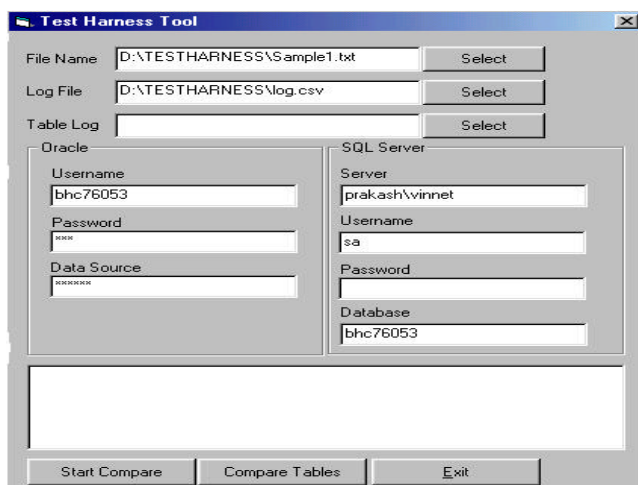 Test Harness Tool
File Name D:\TESTHARNESS\Sample1.txt Select
Log File D:\TESTHARNESS\log.csv Select
Table Log Select
Oracle
Username
bhc76053
Password
***
Data Source
******
SQL Server
Server
prakash\vinnet
Username
sa
Password
Database
bhc76053
Start Compare Compare Tables Exit